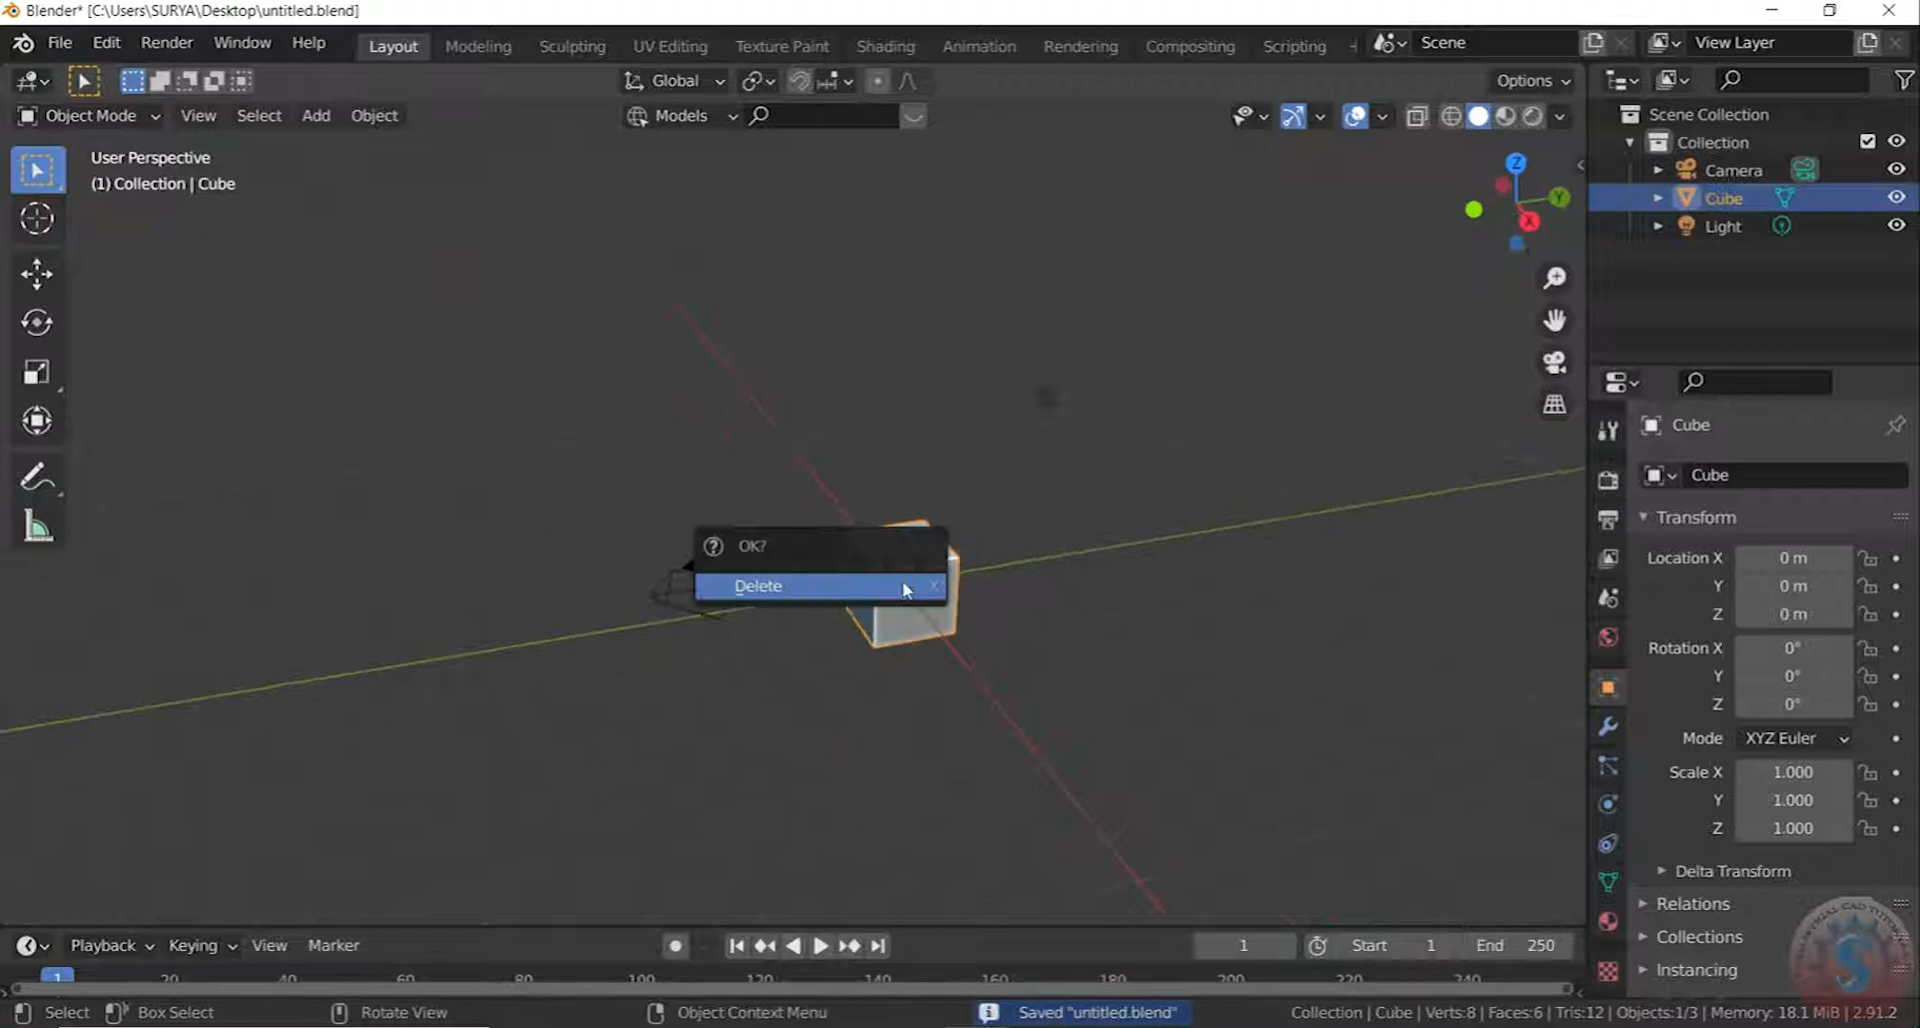 Blender* [C:\Users\SURYA\Desktop\untitled.blend]
File Edit Render Window Help Layout Modeling Sculpting UV Editing Texture Paint Shading Animation Rendering Compositing Scripting Scene View Layer
Global Options
Object Mode View Select Add Object Models
User Perspective
(1) Collection | Cube
Z
Y
X
Scene Collection
Collection
Camera
Cube
Light
OK?
Delete X
Cube
Cube
Transform
Location X 0 m
Y 0 m
Z 0 m
Rotation X 0°
Y 0°
Z 0°
Mode XYZ Euler
Scale X 1.000
Y 1.000
Z 1.000
Delta Transform
Relations
Collections
Instancing
Playback Keying View Marker 1 Start 1 End 250
1 20 40 60 80 100 120 140 160 180 200 220 240
Select Box Select Rotate View Object Context Menu Saved "untitled.blend" Collection | Cube | Verts:8 | Faces:6 | Tris:12 | Objects:1/3 | Memory: 18.1 MiB | 2.91.2